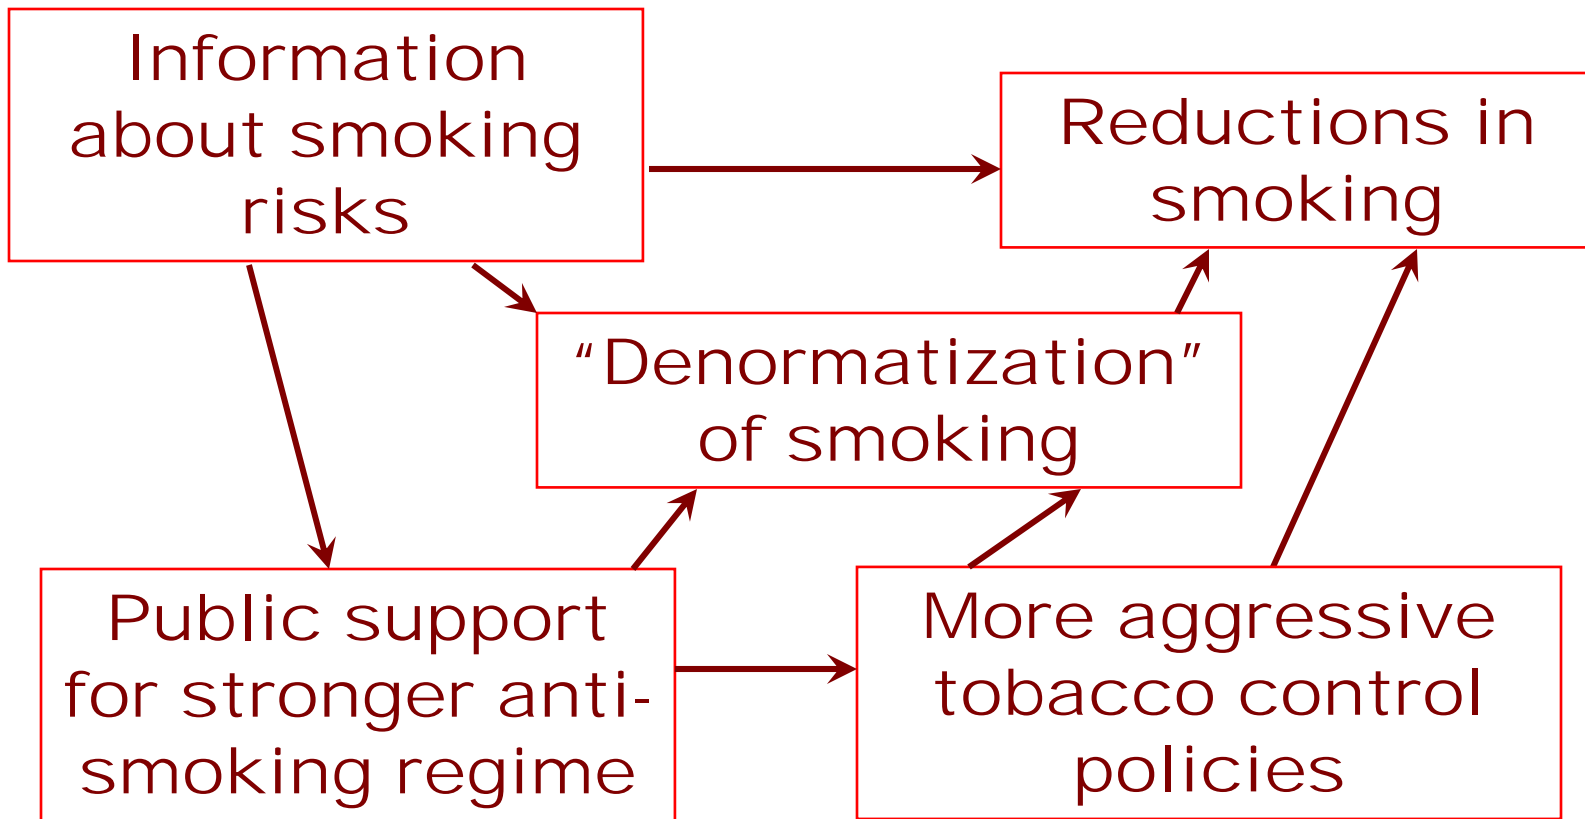 Information
about smoking
risks
Reductions in
smoking
“Denormatization”
of smoking
Public support
for stronger anti-
smoking regime
More aggressive
tobacco control
policies